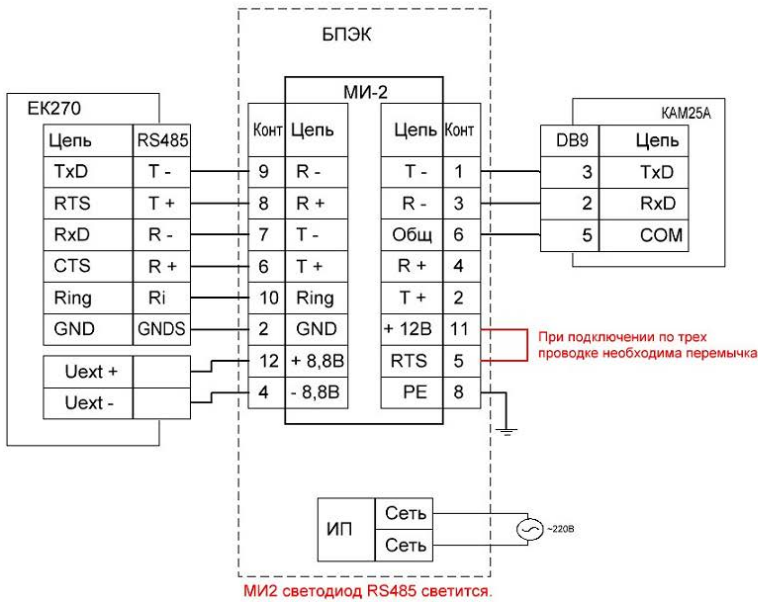 БПЭК
МИ-2
ЕК270
Цепь RS485
TxD T -
RTS T +
RxD R -
CTS R +
Ring Ri
GND GNDS
Uext +
Uext -
Конт Цепь
9 R -
8 R +
7 T -
6 T +
10 Ring
2 GND
12 + 8,8В
4 - 8,8В
Цепь Конт
T - 1
R - 3
Общ 6
R + 4
T + 2
+ 12В 11
RTS 5
PE 8
КАМ25А
DB9 Цепь
3 TxD
2 RxD
5 COM
При подключении по трех
проводке необходима перемычка
ИП
Сеть
Сеть
~220В
МИ2 светодиод RS485 светится.